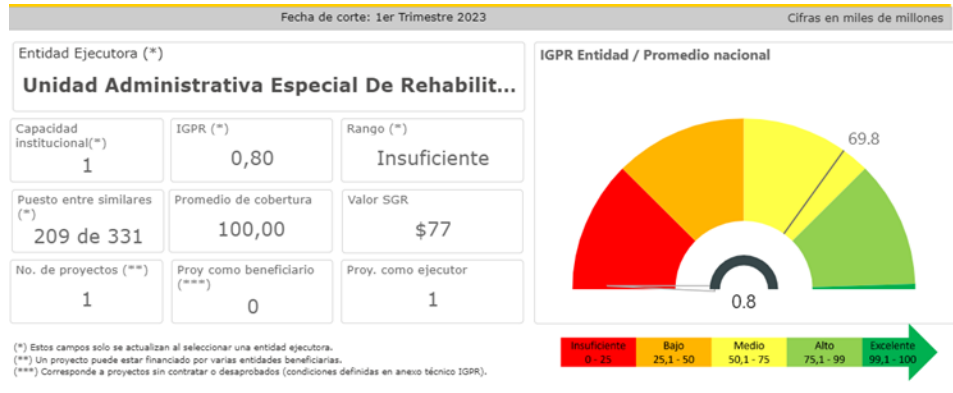 Fecha de corte: 1er Trimestre 2023
Cifras en miles de millones
Entidad Ejecutora (*)
Unidad Administrativa Especial De Rehabilit...
Capacidad
institucional(*)
1
IGPR (*)
0,80
Rango (*)
Insuficiente
Puesto entre similares
(*)
209 de 331
Promedio de cobertura
100,00
Valor SGR
$77
No. de proyectos (**)
1
Proy como beneficiario
(***)
0
Proy. como ejecutor
1
(*) Estos campos solo se actualizan al seleccionar una entidad ejecutora.
(**) Un proyecto puede estar financiado por varias entidades beneficiarias.
(***) Corresponde a proyectos sin contratar o desaprobados (condiciones definidas en anexo técnico IGPR).
IGPR Entidad / Promedio nacional
69.8
0.8
Insuficiente
0 - 25
Bajo
25,1 - 50
Medio
50,1 - 75
Alto
75,1 - 99
Excelente
99,1 - 100